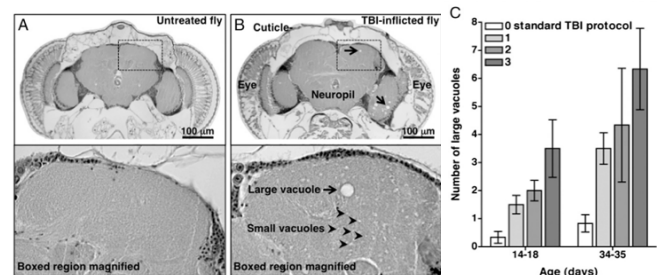 A
Untreated fly
100 μm
Boxed region magnified
B
Cuticle
TBI-inflicted fly
Eye
Eye
Neuropil
100 μm
Large vacuole
Small vacuoles
Boxed region magnified
C
Number of large vacuoles
8
7
6
5
4
3
2
1
0
0 standard TBI protocol
1
2
3
14-18
34-35
Age (days)